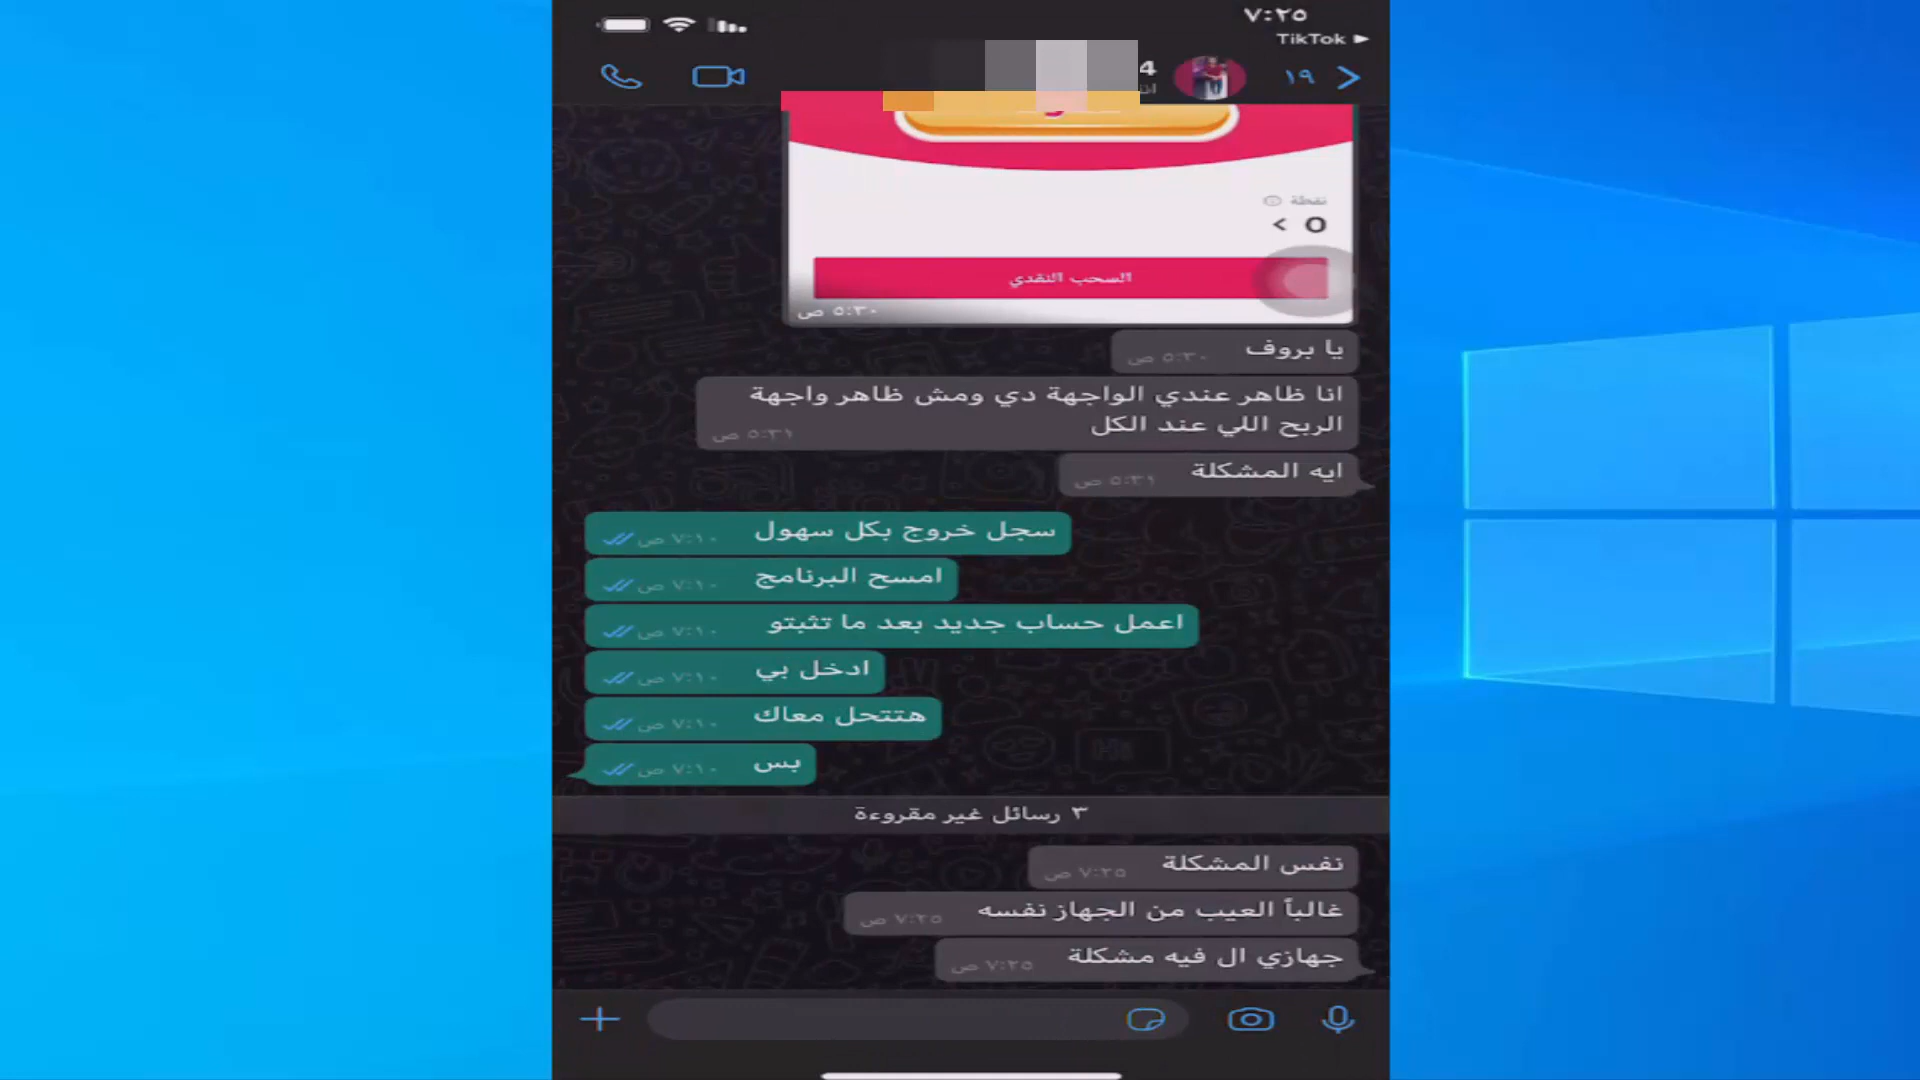 ٧:٢٥
TikTok
4
١٩
نقطة
0 >
السحب النقدي
٥:٣٠ ص
يا بروف
٥:٣٠ ص
انا ظاهر عندي الواجهة دي ومش ظاهر واجهة
الربح اللي عند الكل
٥:٣١ ص
ايه المشكلة
٥:٣١ ص
سجل خروج بكل سهول
٧:١٠ ص
امسح البرنامج
٧:١٠ ص
اعمل حساب جديد بعد ما تثبتو
٧:١٠ ص
ادخل بي
٧:١٠ ص
هتتحل معاك
٧:١٠ ص
بس
٧:١٠ ص
٣ رسائل غير مقروءة
نفس المشكلة
٧:٢٥ ص
غالباً العيب من الجهاز نفسه
٧:٢٥ ص
جهازي ال فيه مشكلة
٧:٢٥ ص